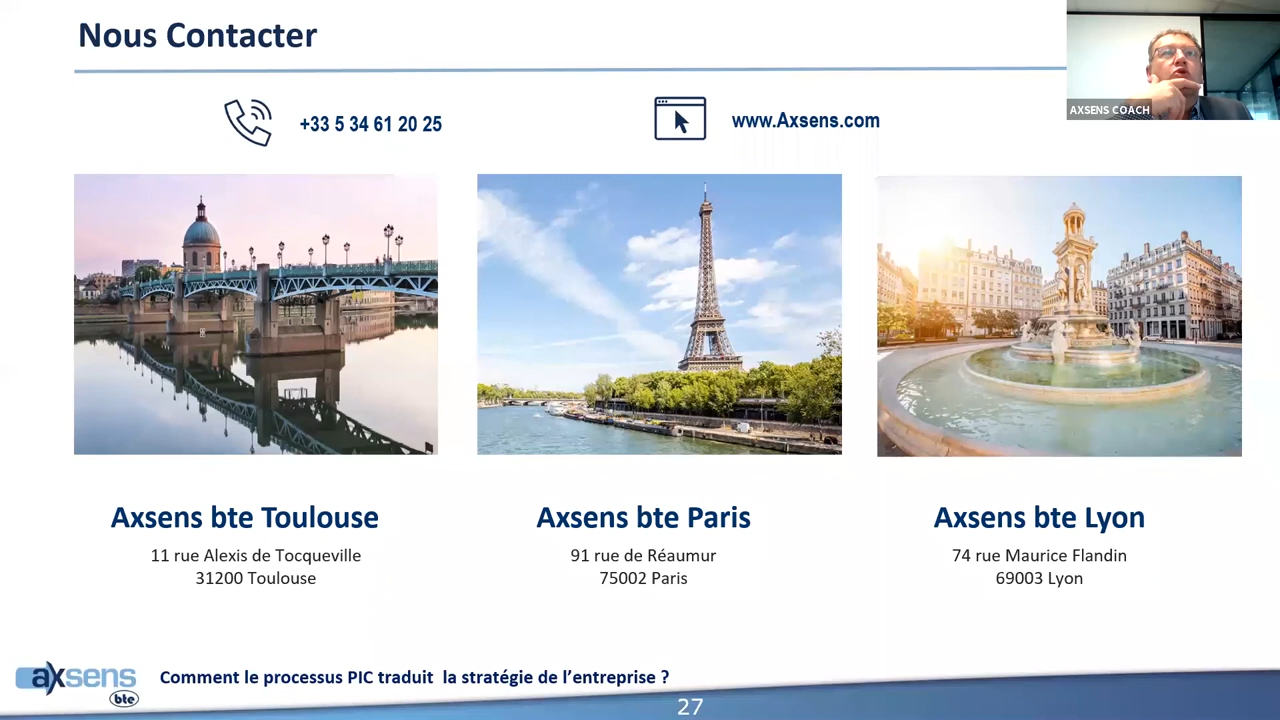 Nous Contacter
AXSENS COACH
+33 5 34 61 20 25
www.Axsens.com
Axsens bte Toulouse
11 rue Alexis de Tocqueville
31200 Toulouse
Axsens bte Paris
91 rue de Réaumur
75002 Paris
Axsens bte Lyon
74 rue Maurice Flandin
69003 Lyon
axsens
bte
Comment le processus PIC traduit la stratégie de l’entreprise ?
27